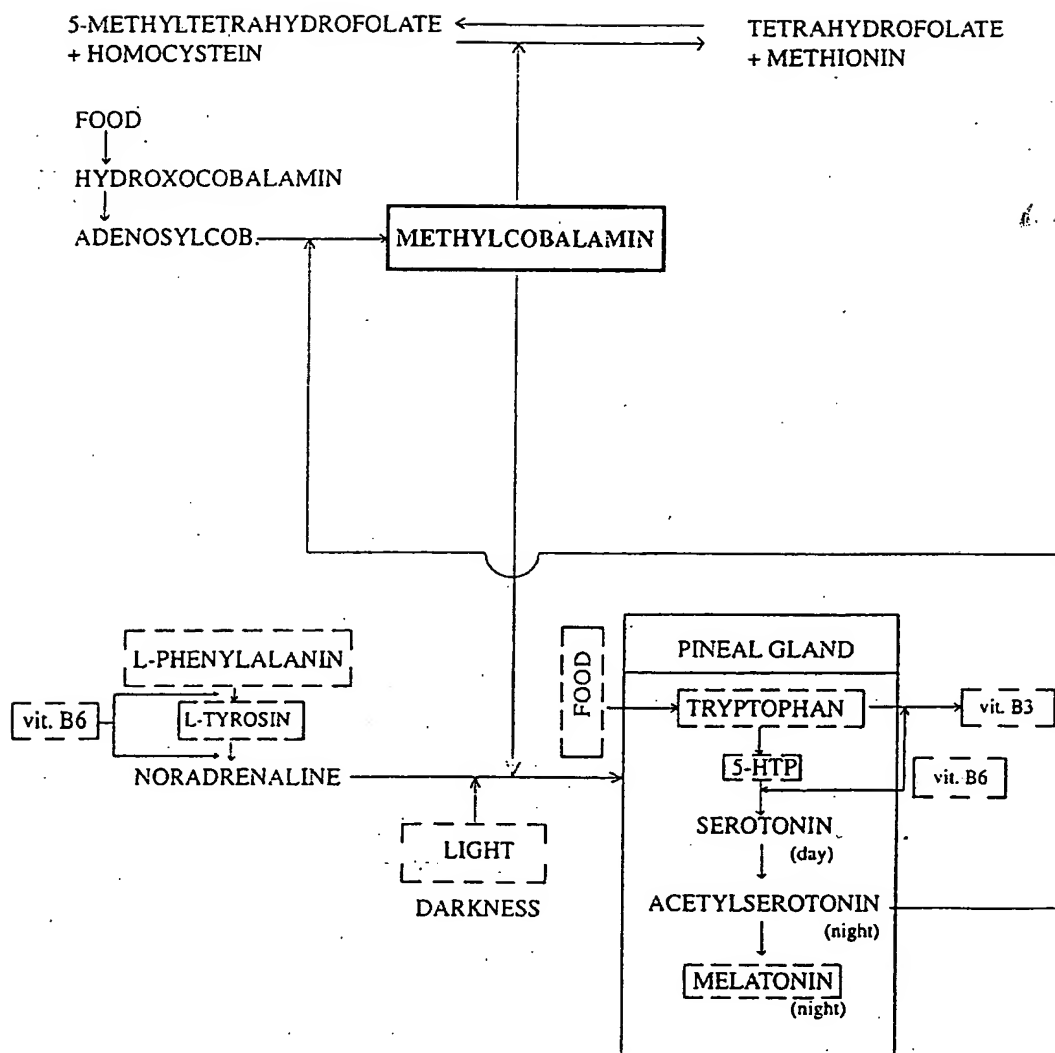 5-METHYLTETRAHYDROFOLATE
+ HOMOCYSTEIN
TETRAHYDROFOLATE
+ METHIONIN
FOOD
HYDROXOCOBALAMIN
ADENOSYLCOB.
METHYLCOBALAMIN
L-PHENYLALANIN
vit. B6
L-TYROSIN
NORADRENALINE
LIGHT
DARKNESS
FOOD
PINEAL GLAND
TRYPTOPHAN
vit. B3
5-HTP
vit. B6
SEROTONIN
(day)
ACETYLSEROTONIN
(night)
MELATONIN
(night)